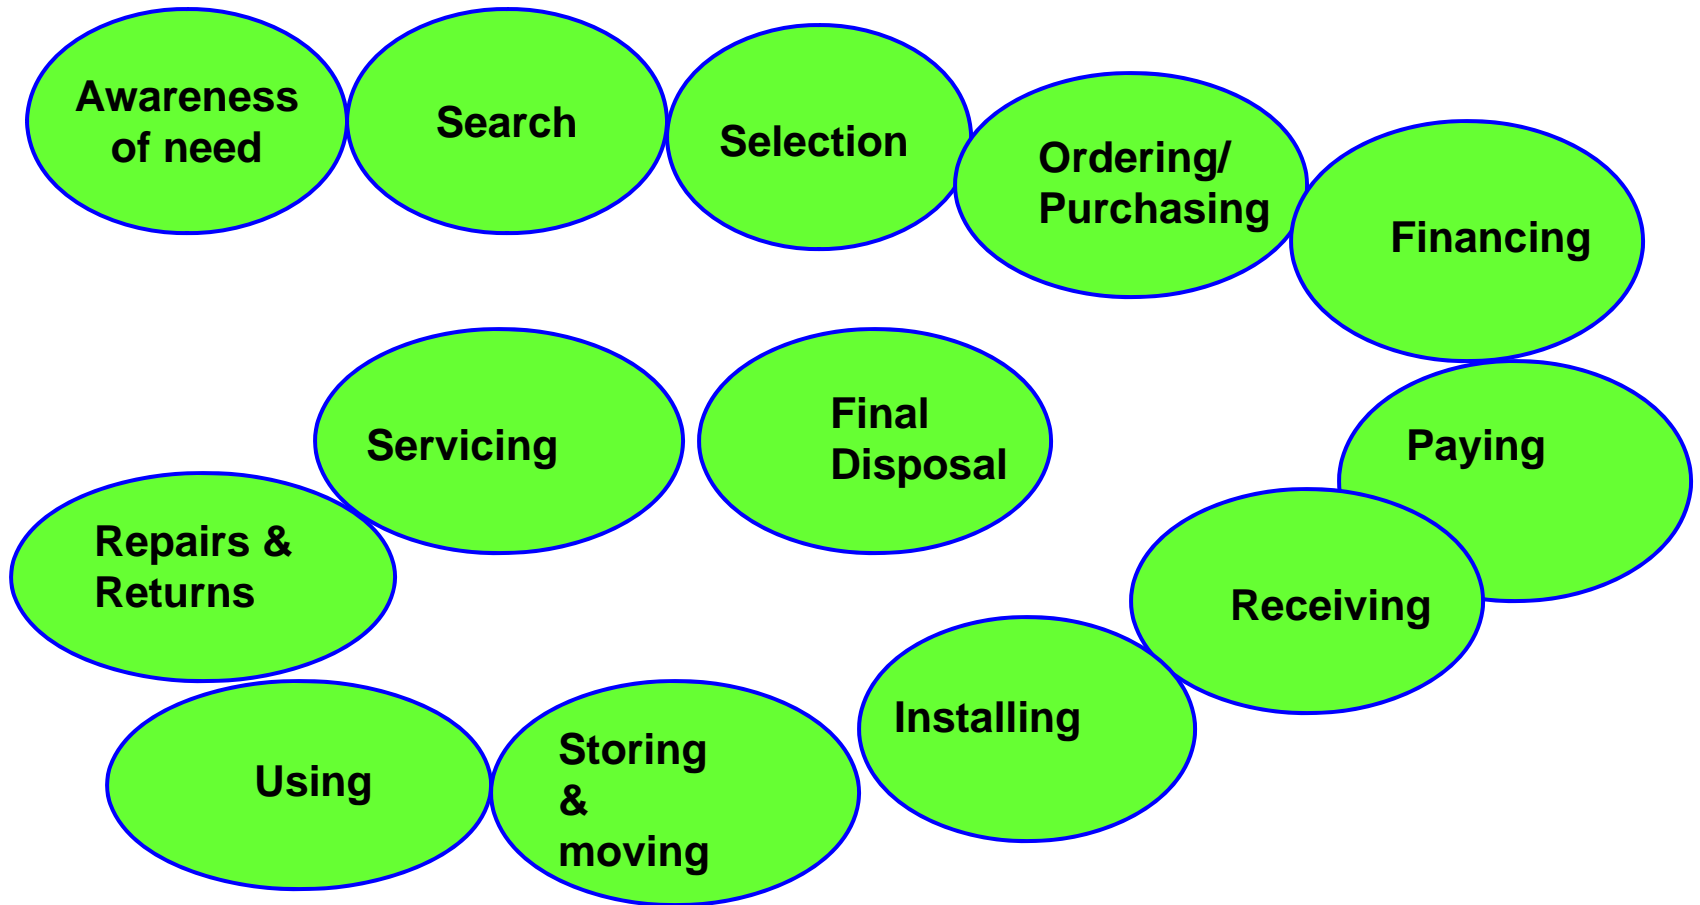 Awareness
of need
Search
Selection
Ordering/
Purchasing
Financing
Paying
Receiving
Installing
Storing
&
moving
Using
Repairs &
Returns
Servicing
Final
Disposal